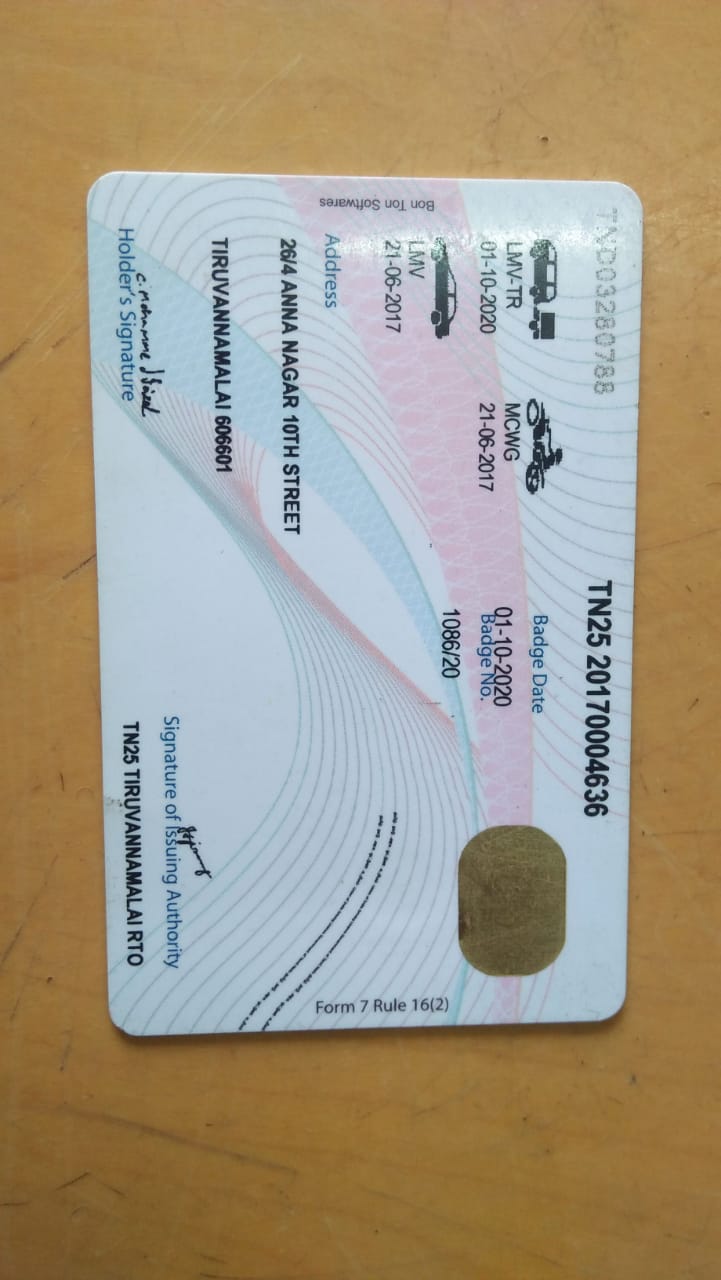 TNC03280788
TN25 20170004636
LMV-TR
01-10-2020
MCWG
21-06-2017
Badge Date
01-10-2020
Badge No.
1086/20
LMV
21-06-2017
Address
26/4 ANNA NAGAR 10TH STREET
TIRUVANNAMALAI 606601
Holder's Signature
Signature of Issuing Authority
TN25 TIRUVANNAMALAI RTO
Form 7 Rule 16(2)
Bon Ton Softwares